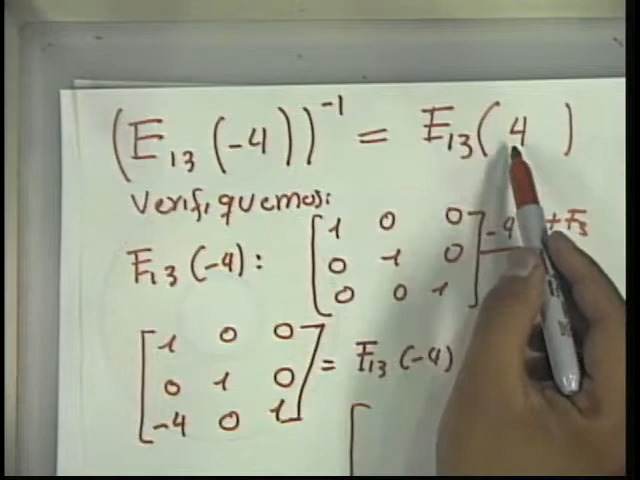 (E₁₃ (-4))⁻¹ = E₁₃( 4 )
Verifiquemos:
E₁₃ (-4): [1 0 0 -4 + F₃
0 1 0
0 0 1]
[1 0 0
0 1 0] = E₁₃ (-4)
-4 0 1
[